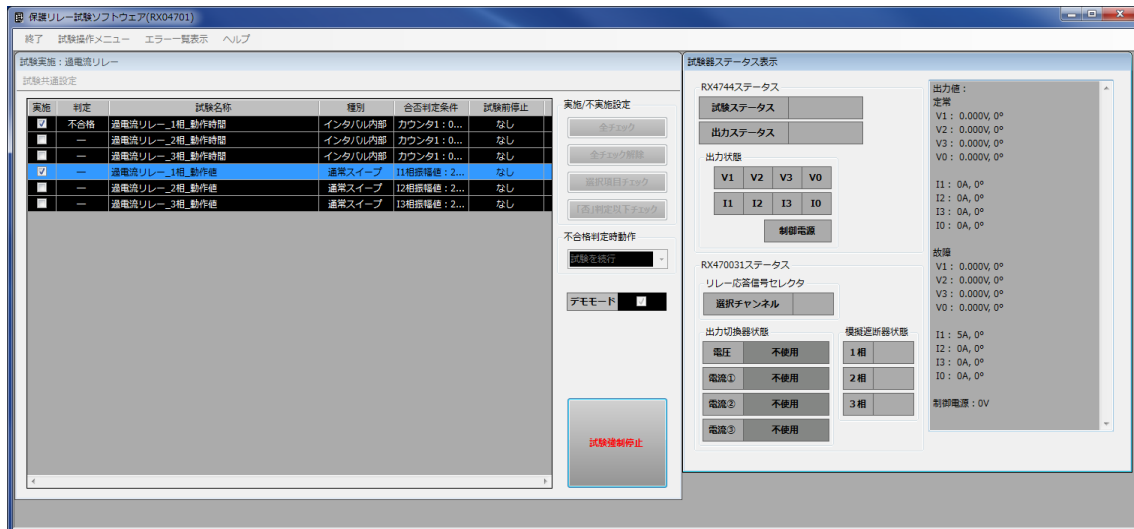 保護リレー試験ソフトウェア(RX04701)
終了 試験操作メニュー エラー一覧表示 ヘルプ
試験実施：過電流リレー
試験共通設定
実施 判定 試験名称 種別 合否判定条件 試験前停止
不合格 過電流リレー_1相_動作時間 インタバル内部 カウンタ1：0... なし
— 過電流リレー_2相_動作時間 インタバル内部 カウンタ1：0... なし
— 過電流リレー_3相_動作時間 インタバル内部 カウンタ1：0... なし
— 過電流リレー_1相_動作値 通常スイープ I1相振幅値：2... なし
— 過電流リレー_2相_動作値 通常スイープ I2相振幅値：2... なし
— 過電流リレー_3相_動作値 通常スイープ I3相振幅値：2... なし
実施/不実施設定
全チェック
全チェック解除
選択項目チェック
「否」判定以下チェック
不合格判定時動作
試験を続行
デモモード
試験強制停止
試験器ステータス表示
RX4744ステータス
試験ステータス
出力ステータス
出力状態
V1 V2 V3 V0
I1 I2 I3 I0
制御電源
RX470031ステータス
リレー応答信号セレクタ
選択チャンネル
出力切換器状態
電圧 不使用
電流① 不使用
電流② 不使用
電流③ 不使用
模擬遮断器状態
1相
2相
3相
出力値：
定常
V1： 0.000V, 0°
V2： 0.000V, 0°
V3： 0.000V, 0°
V0： 0.000V, 0°
I1： 0A, 0°
I2： 0A, 0°
I3： 0A, 0°
I0： 0A, 0°
故障
V1： 0.000V, 0°
V2： 0.000V, 0°
V3： 0.000V, 0°
V0： 0.000V, 0°
I1： 5A, 0°
I2： 0A, 0°
I3： 0A, 0°
I0： 0A, 0°
制御電源：0V